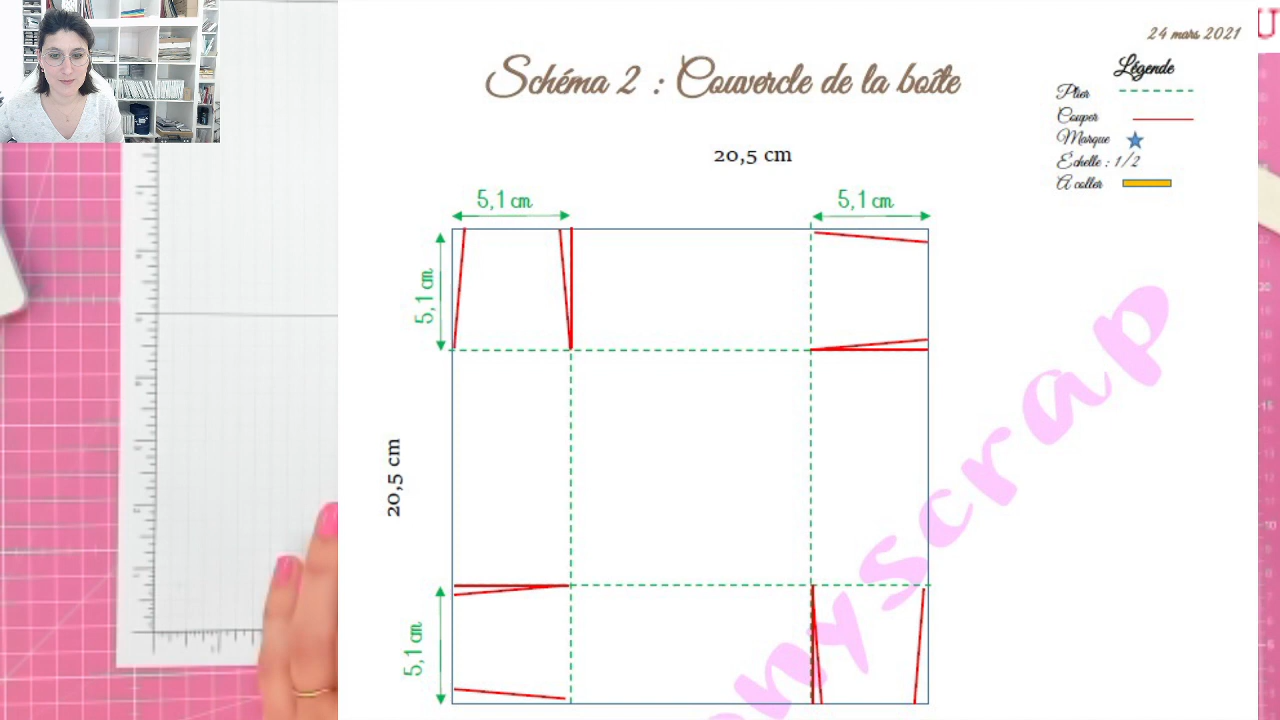 24 mars 2021
Schéma 2 : Couvercle de la boîte
Légende
Plier
Couper
Marque
Echelle : 1/2
A coller
20,5 cm
5,1 cm
5,1 cm
5,1 cm
20,5 cm
5,1 cm
nyscrap